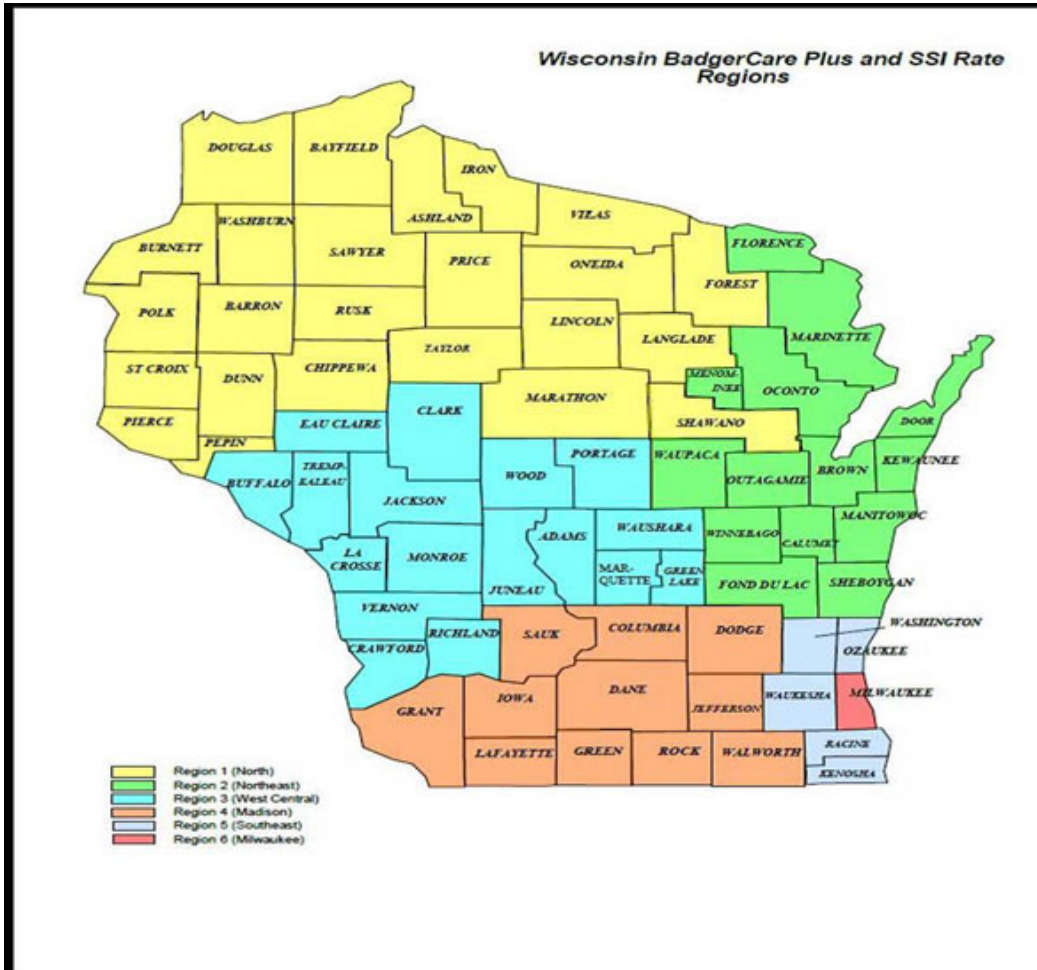 Wisconsin BadgerCare Plus and SSI Rate
Regions
DOUGLAS
BAYFIELD
IRON
ASHLAND
VILAS
WASHBURN
BURNETT
SAWYER
PRICE
ONEIDA
FLORENCE
FOREST
POLK
BARRON
RUSK
LINCOLN
MARINETTE
LANGLADE
TAYLOR
ST CROIX
DUNN
CHIPPEWA
MENOM-
INEE
OCONTO
MARATHON
CLARK
PIERCE
EAU CLAIRE
SHAWANO
DOOR
PEPIN
PORTAGE
WAUPACA
BROWN
KEWAUNEE
BUFFALO
TREMP-
EALEAU
WOOD
OUTAGAMIE
JACKSON
MANITOWOC
WAUSHARA
ADAMS
WINNEBAGO
CALUMET
LA
CROSSE
MONROE
MAR-
QUETTE
GREEN
LAKE
JUNEAU
FOND DU LAC
SHEBOYGAN
VERNON
RICHLAND
SAUK
COLUMBIA
DODGE
WASHINGTON
CRAWFORD
OZAUKEE
GRANT
IOWA
DANE
JEFFERSON
WAUKESHA
MILWAUKEE
LAFAYETTE
GREEN
ROCK
WALWORTH
RACINE
KENOSHA
Region 1 (North)
Region 2 (Northeast)
Region 3 (West Central)
Region 4 (Madison)
Region 5 (Southeast)
Region 6 (Milwaukee)